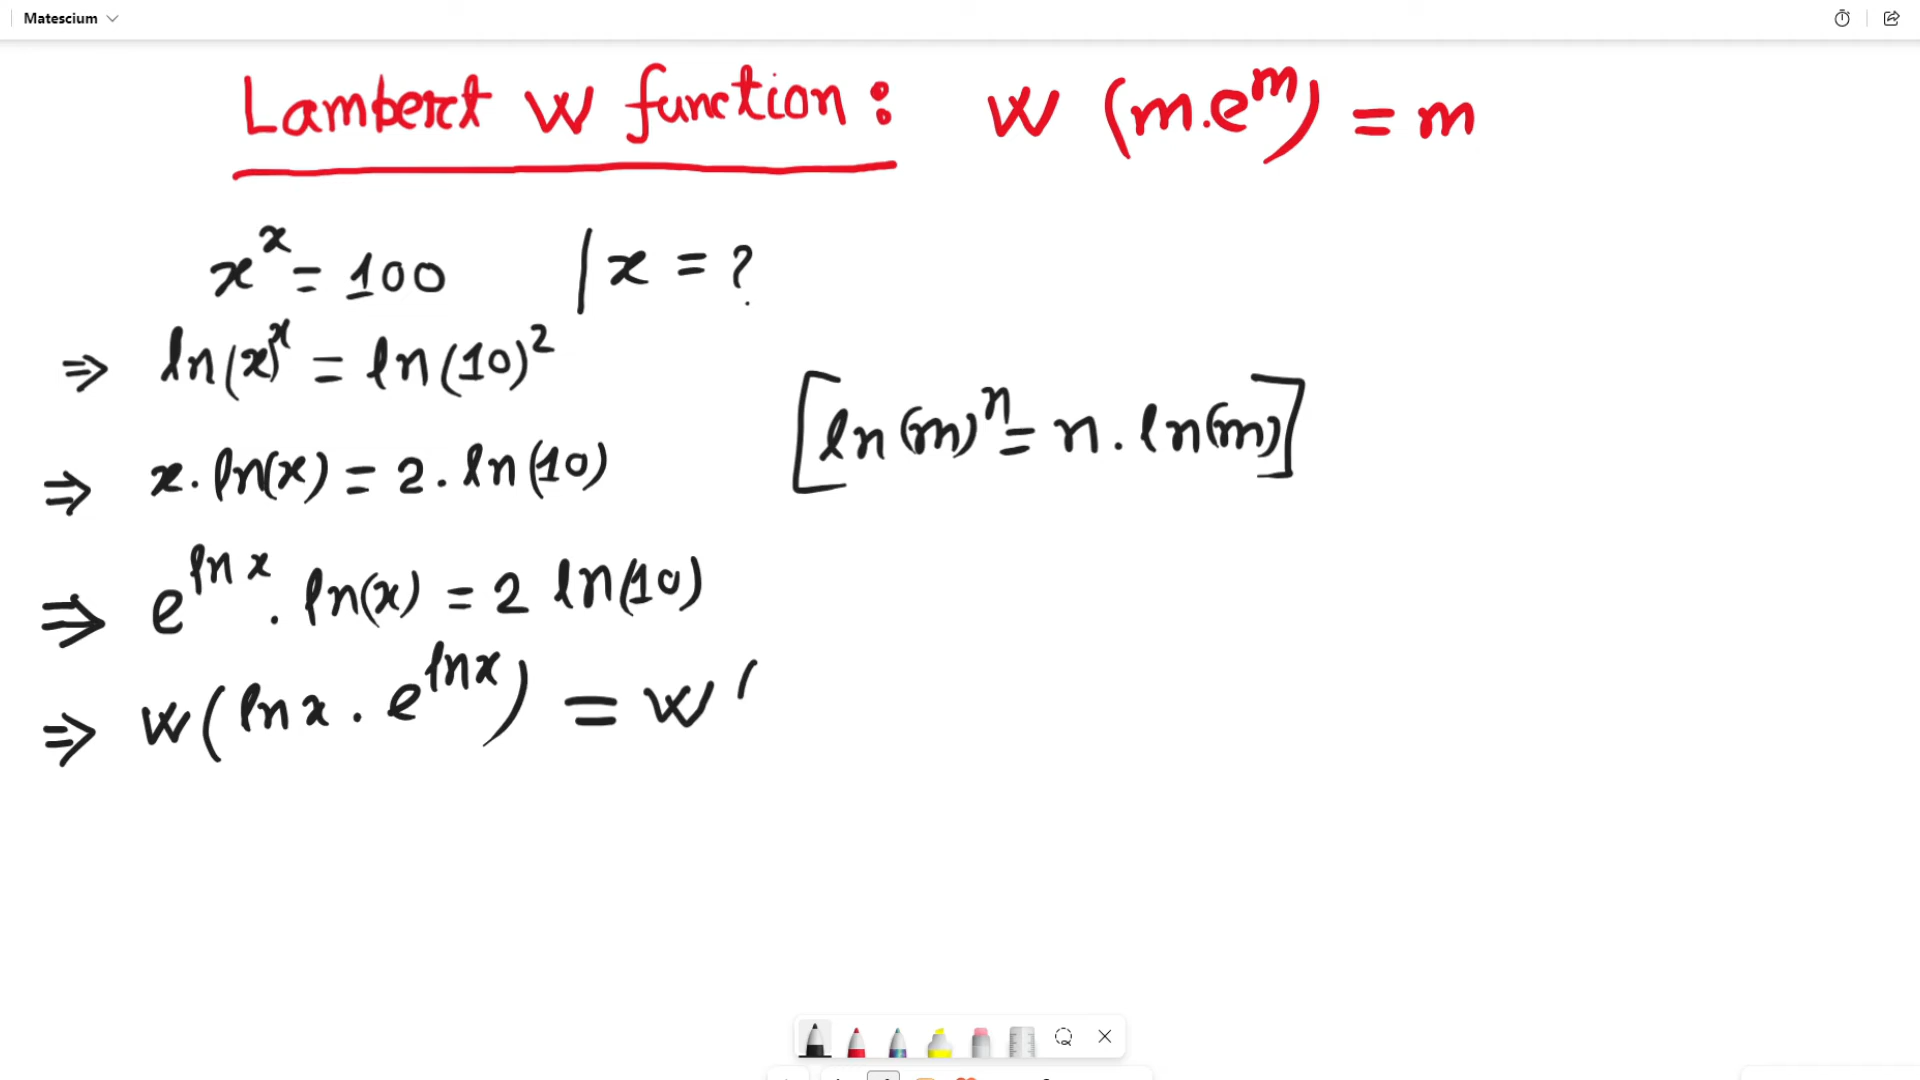 Matescium
Lambert W function : W (m.e^m) = m
x^x = 100 | x = ?
⇒ ln(x)^x = ln(10)^2
[ln(m)^n = n . ln(m)]
⇒ x . ln(x) = 2 . ln(10)
⇒ e^ln x . ln(x) = 2 ln(10)
⇒ W(ln x . e^ln x) = W (